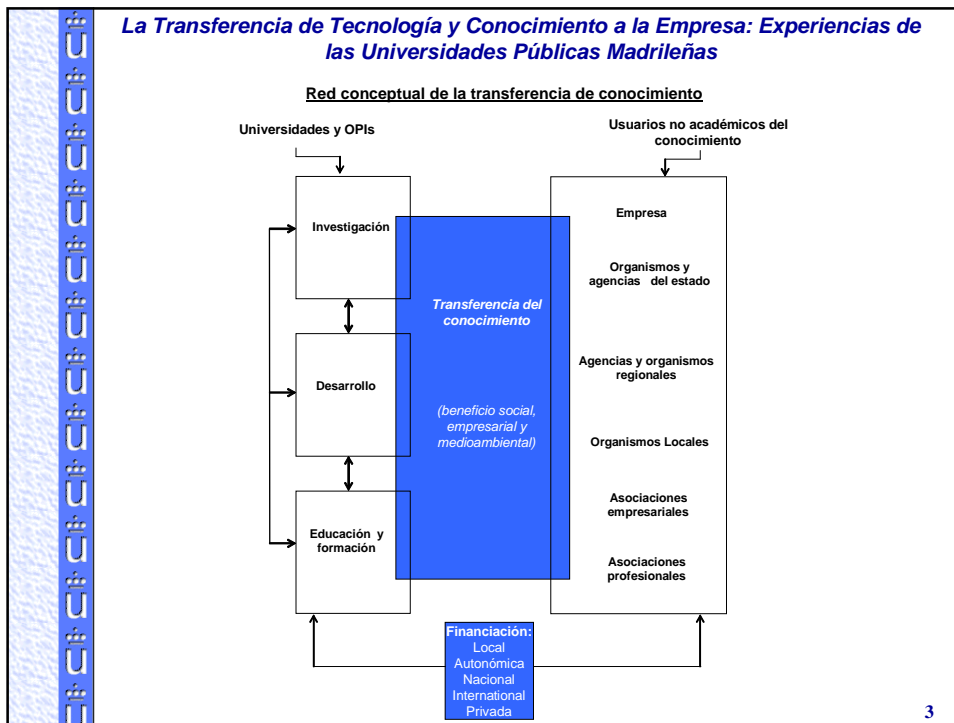 La Transferencia de Tecnología y Conocimiento a la Empresa: Experiencias de
las Universidades Públicas Madrileñas
Red conceptual de la transferencia de conocimiento
Universidades y OPIs
Usuarios no académicos del
conocimiento
Investigación
Desarrollo
Educación y
formación
Transferencia del
conocimiento
(beneficio social,
empresarial y
medioambiental)
Empresa
Organismos y
agencias del estado
Agencias y organismos
regionales
Organismos Locales
Asociaciones
empresariales
Asociaciones
profesionales
Financiación:
Local
Autonómica
Nacional
International
Privada
3